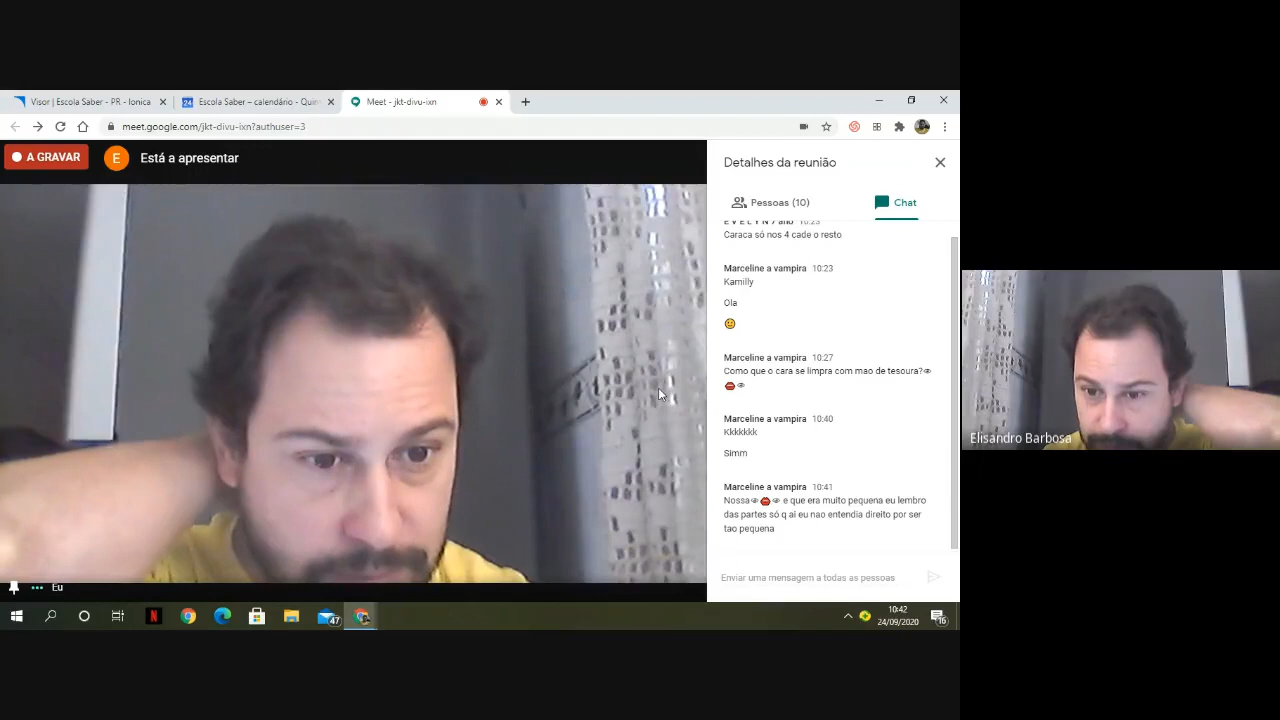 Visor | Escola Saber - PR - Ionica
Escola Saber – calendário - Quin
Meet - jkt-divu-ixn
meet.google.com/jkt-divu-ixn?authuser=3
A GRAVAR
E
Está a apresentar
Detalhes da reunião
Pessoas (10)
Chat
E V E L Y N 7 ano 10:23
Caraca só nos 4 cade o resto
Marceline a vampira 10:23
Kamilly
Ola
Marceline a vampira 10:27
Como que o cara se limpra com mao de tesoura?
Marceline a vampira 10:40
Kkkkkkk
Simm
Marceline a vampira 10:41
Nossa e que era muito pequena eu lembro
das partes só q ai eu nao entendia direito por ser
tao pequena
Enviar uma mensagem a todas as pessoas
Eu
Elisandro Barbosa
24
N
47
10:42
24/09/2020
16